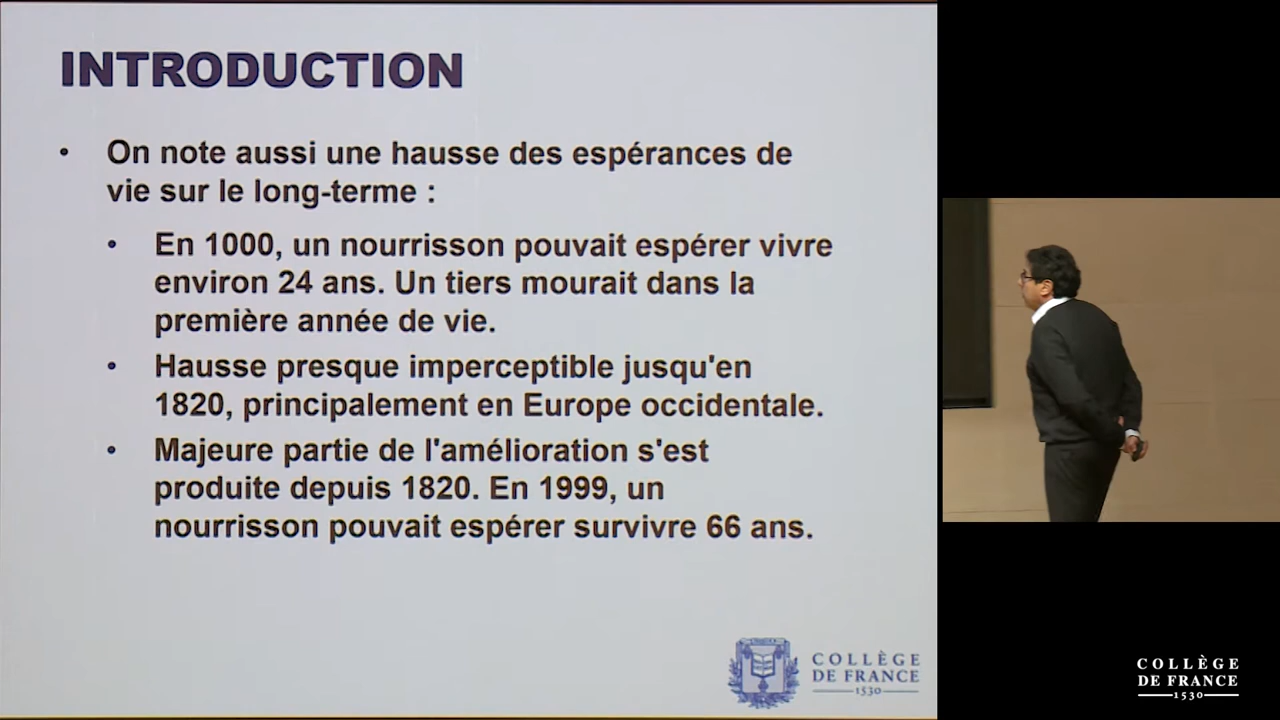 INTRODUCTION
• On note aussi une hausse des espérances de
vie sur le long-terme :
• En 1000, un nourrisson pouvait espérer vivre
environ 24 ans. Un tiers mourait dans la
première année de vie.
• Hausse presque imperceptible jusqu'en
1820, principalement en Europe occidentale.
• Majeure partie de l'amélioration s'est
produite depuis 1820. En 1999, un
nourrisson pouvait espérer survivre 66 ans.
COLLÈGE
DE FRANCE
1530
COLLÈGE
DE FRANCE
1530